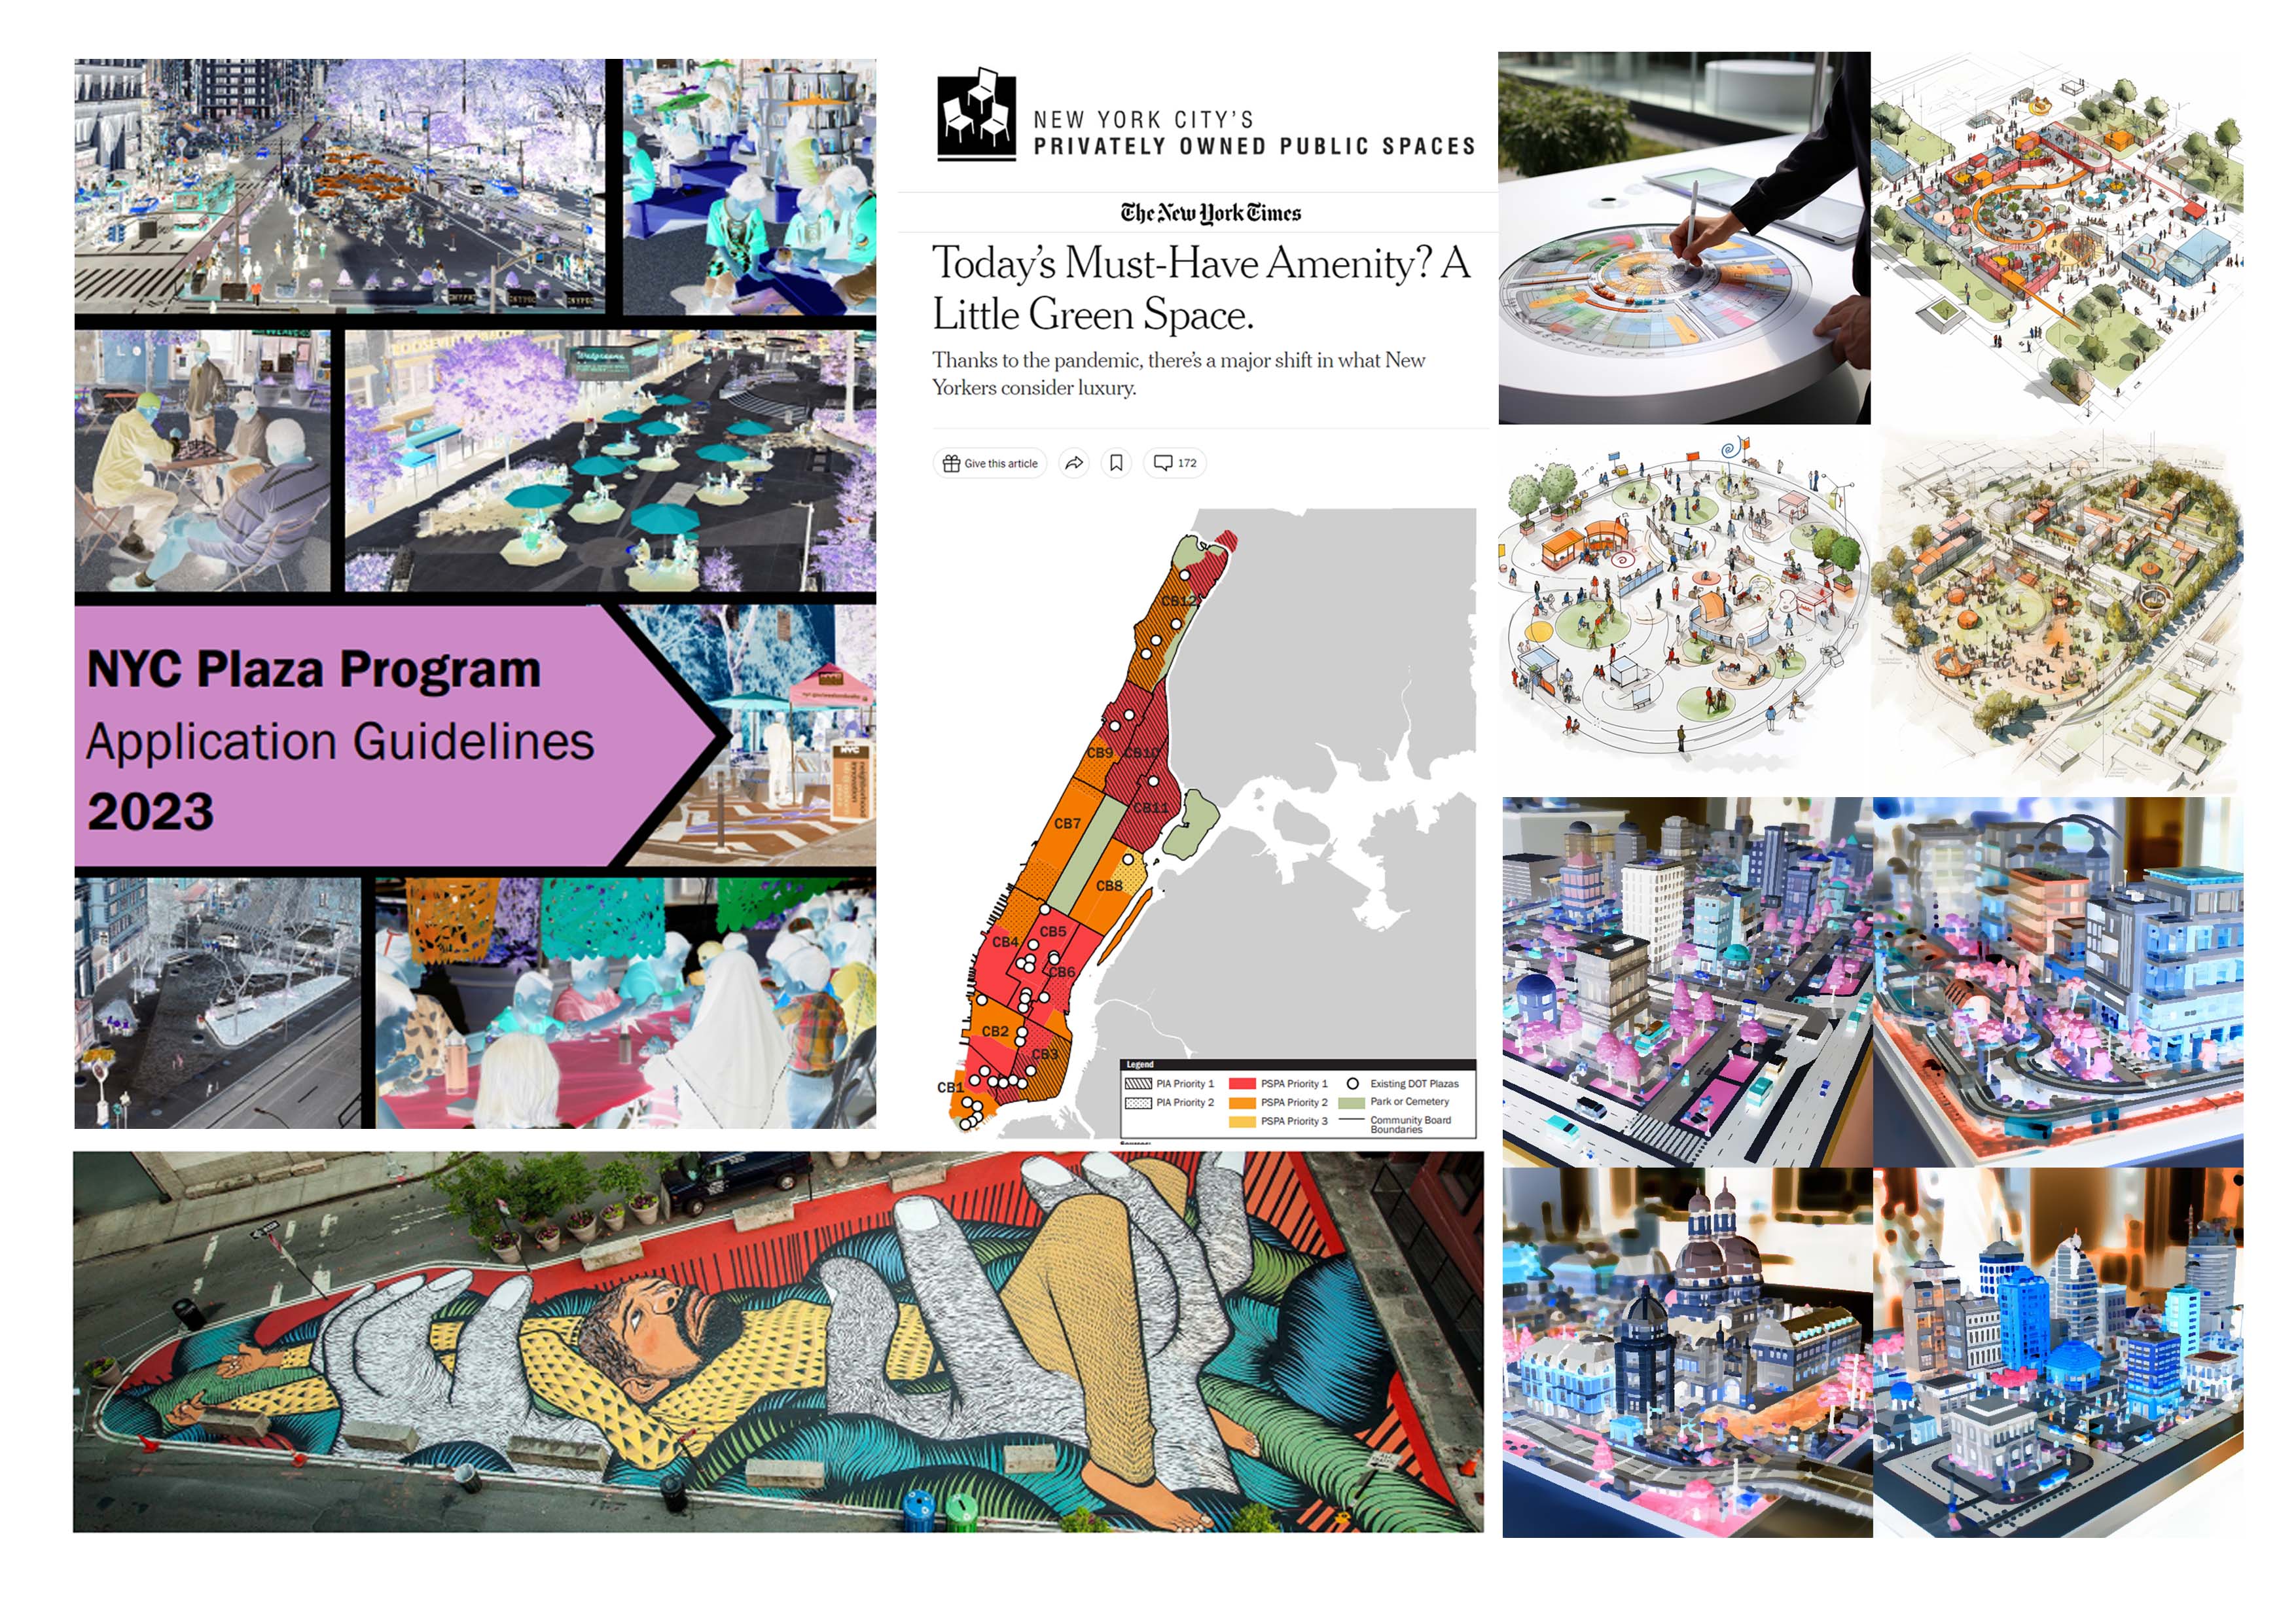 NYC Plaza Program
Application Guidelines
2023
Walgreens
NYC
NEW YORK CITY'S
PRIVATELY OWNED PUBLIC SPACES
The New York Times
Today's Must-Have Amenity? A
Little Green Space.
Thanks to the pandemic, there's a major shift in what New
Yorkers consider luxury.
Give this article
172
CB12
CB9
CB10
CB11
CB7
CB8
CB5
CB4
CB6
CB2
CB3
CB1
Legend
PIA Priority 1
PIA Priority 2
PSPA Priority 1
PSPA Priority 2
PSPA Priority 3
Existing DOT Plazas
Park or Cemetery
Community Board
Boundaries